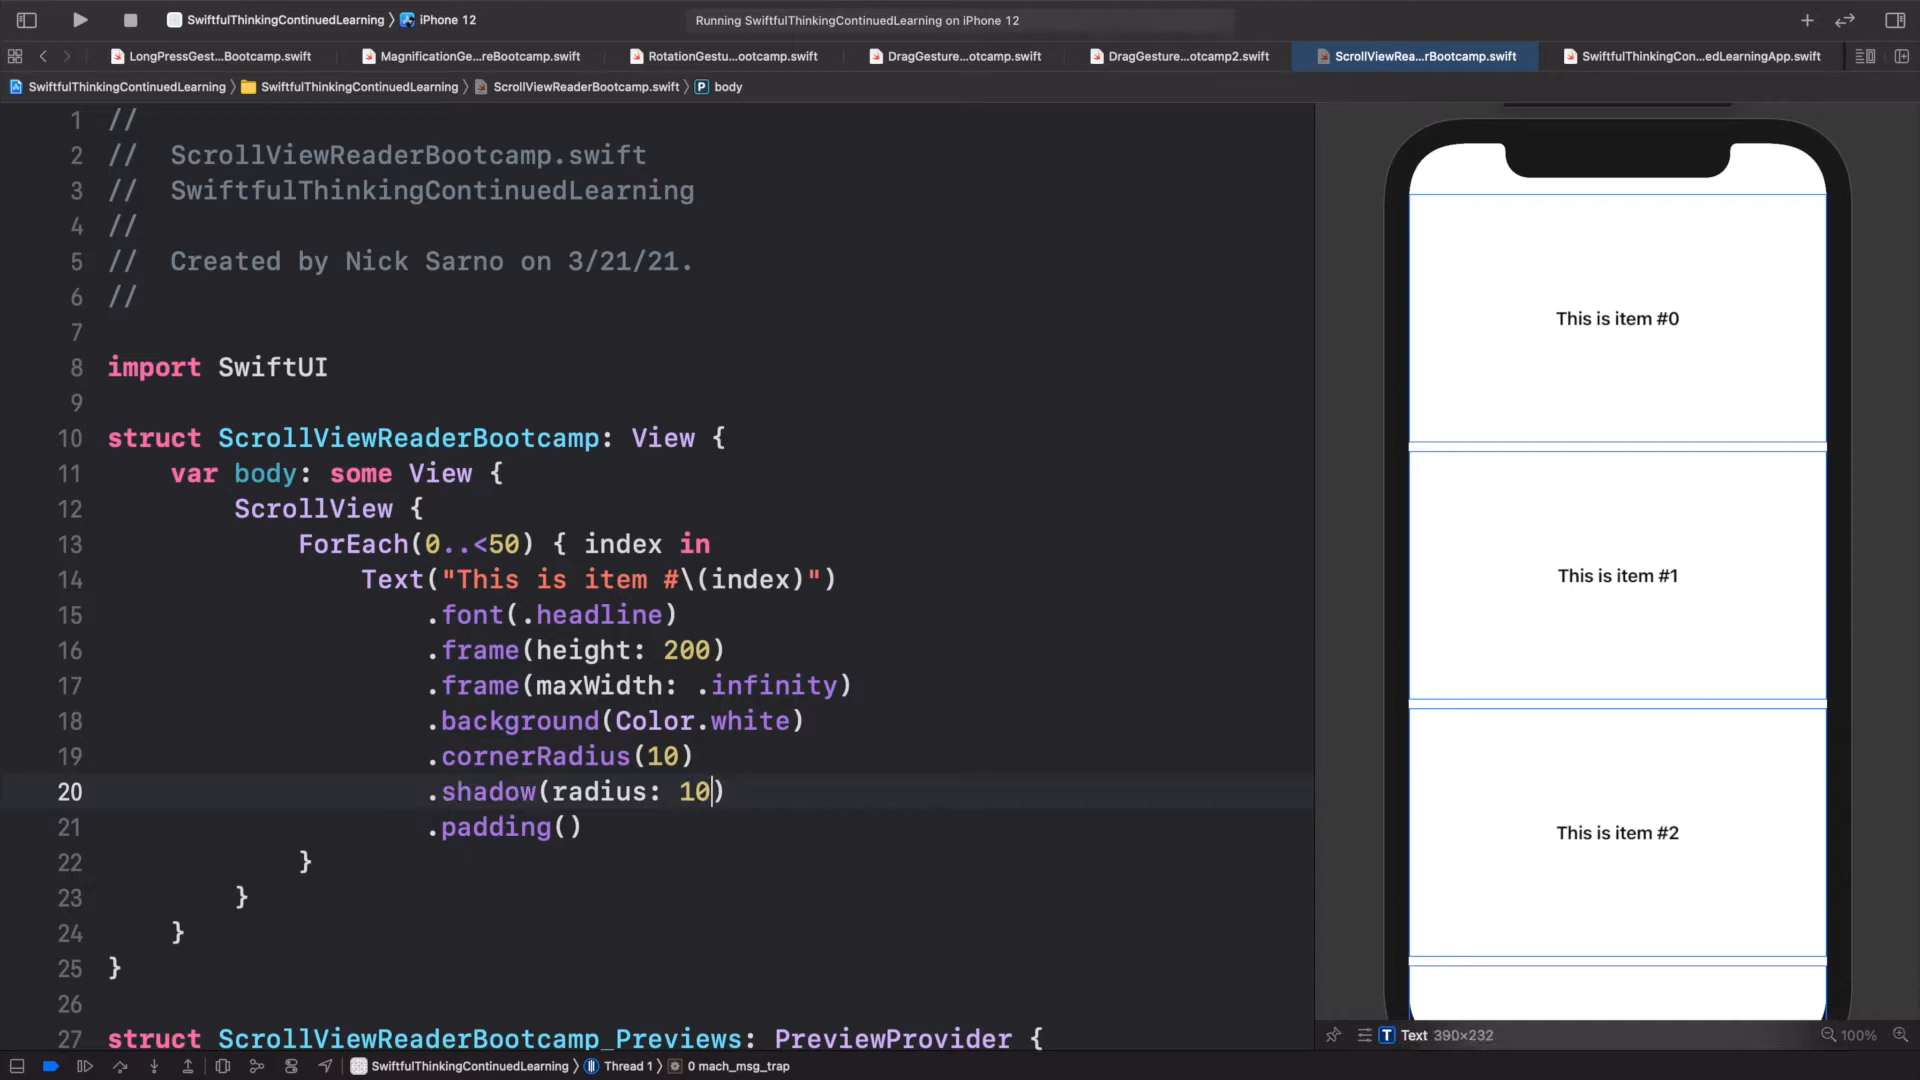 SwiftfulThinkingContinuedLearning 〉 iPhone 12
Running SwiftfulThinkingContinuedLearning on iPhone 12
LongPressGest...Bootcamp.swift
MagnificationGe...reBootcamp.swift
RotationGestu...ootcamp.swift
DragGesture...otcamp.swift
DragGesture...otcamp2.swift
ScrollViewRea...rBootcamp.swift
SwiftfulThinkingCon...edLearningApp.swift
SwiftfulThinkingContinuedLearning 〉 SwiftfulThinkingContinuedLearning 〉 ScrollViewReaderBootcamp.swift 〉 P body
1 //
2 //  ScrollViewReaderBootcamp.swift
3 //  SwiftfulThinkingContinuedLearning
4 //
5 //  Created by Nick Sarno on 3/21/21.
6 //
7
8 import SwiftUI
9
10 struct ScrollViewReaderBootcamp: View {
11     var body: some View {
12         ScrollView {
13             ForEach(0..<50) { index in
14                 Text("This is item #\(index)")
15                     .font(.headline)
16                     .frame(height: 200)
17                     .frame(maxWidth: .infinity)
18                     .background(Color.white)
19                     .cornerRadius(10)
20                     .shadow(radius: 10)
21                     .padding()
22             }
23         }
24     }
25 }
26
27 struct ScrollViewReaderBootcamp_Previews: PreviewProvider {
This is item #0
This is item #1
This is item #2
T Text 390×232
100%
SwiftfulThinkingContinuedLearning 〉 Thread 1 〉 0 mach_msg_trap